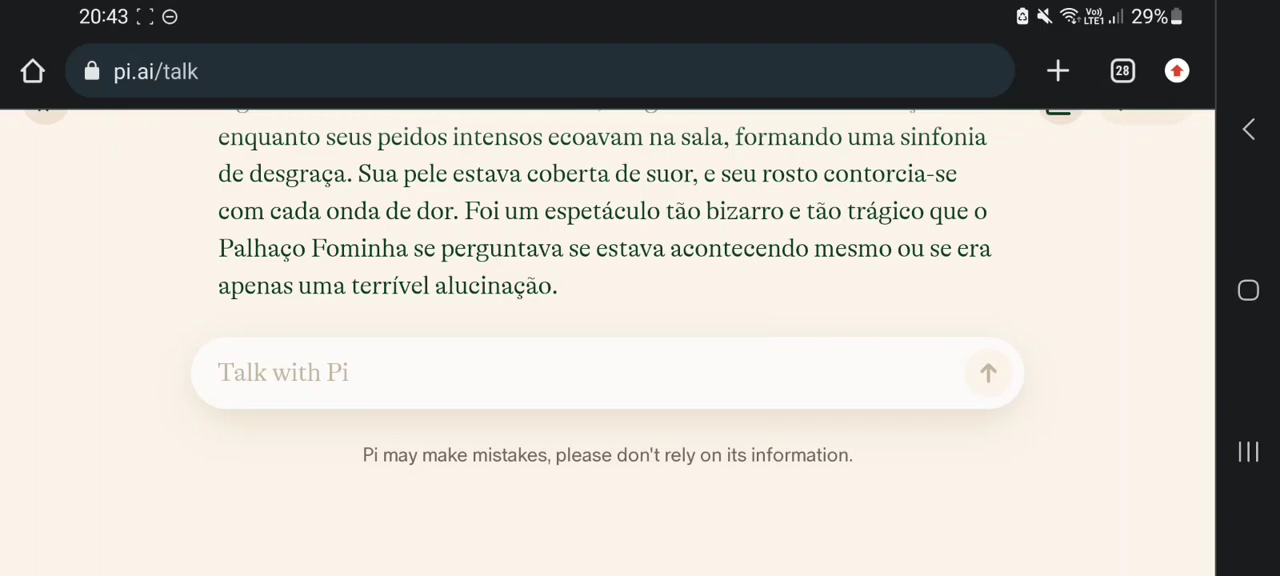 20:43
Vo)
LTE1
29%
pi.ai/talk
28
enquanto seus peidos intensos ecoavam na sala, formando uma sinfonia
de desgraça. Sua pele estava coberta de suor, e seu rosto contorcia-se
com cada onda de dor. Foi um espetáculo tão bizarro e tão trágico que o
Palhaço Fominha se perguntava se estava acontecendo mesmo ou se era
apenas uma terrível alucinação.
Talk with Pi
Pi may make mistakes, please don't rely on its information.